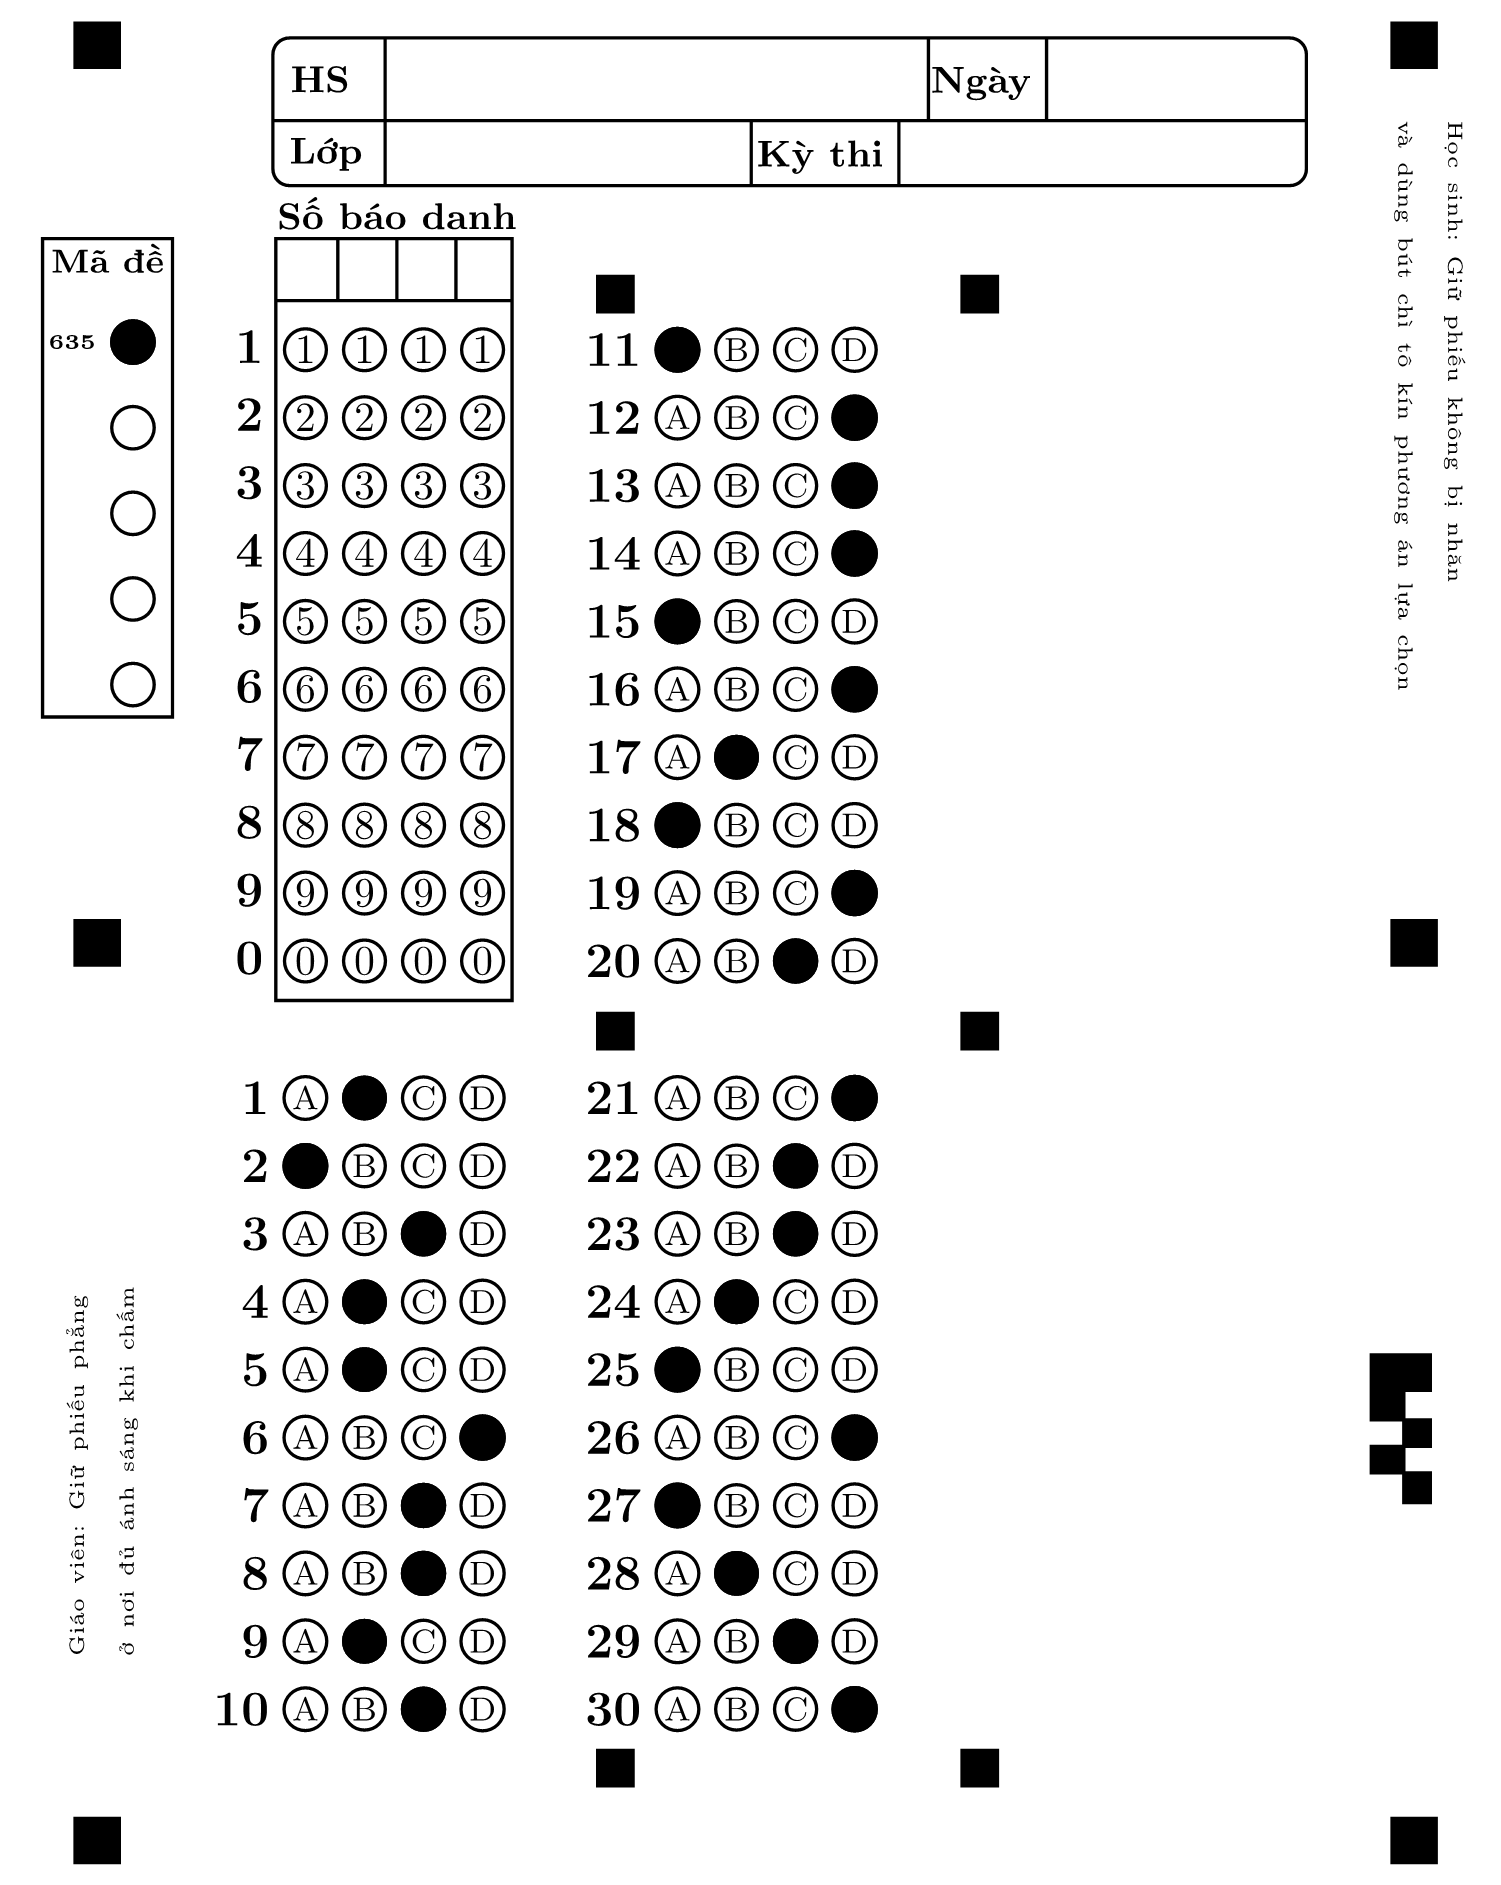 HS Ngày
Lớp Kỳ thi
Số báo danh
Mã đề
635
1 1 1 1 1
2 2 2 2 2
3 3 3 3 3
4 4 4 4 4
5 5 5 5 5
6 6 6 6 6
7 7 7 7 7
8 8 8 8 8
9 9 9 9 9
0 0 0 0 0
11 B C D
12 A B C
13 A B C
14 A B C
15 B C D
16 A B C
17 A C D
18 B C D
19 A B C
20 A B D
1 A C D
2 B C D
3 A B D
4 A C D
5 A C D
6 A B C
7 A B D
8 A B D
9 A C D
10 A B D
21 A B C
22 A B D
23 A B D
24 A C D
25 B C D
26 A B C
27 B C D
28 A C D
29 A B D
30 A B C
Học sinh: Giữ phiếu không bị nhăn
và dùng bút chì tô kín phương án lựa chọn
Giáo viên: Giữ phiếu phẳng
ở nơi đủ ánh sáng khi chấm